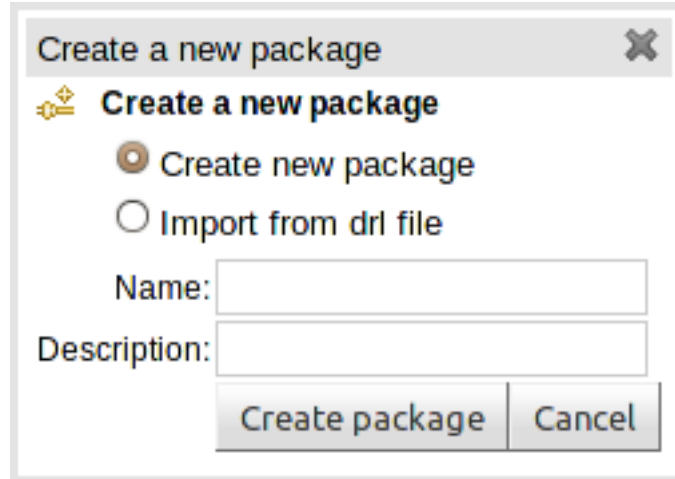 Create a new package
Create a new package
Create new package
Import from drl file
Name:
Description:
Create package Cancel